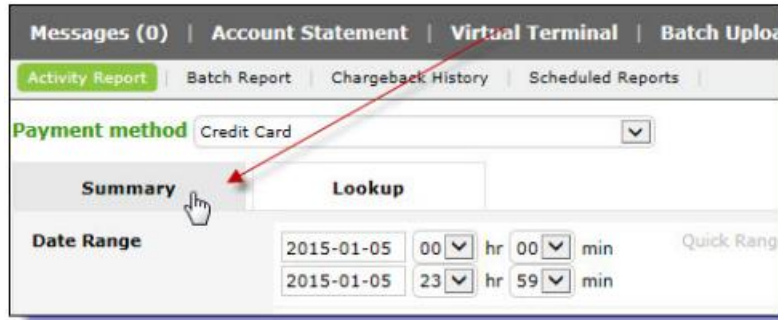 Messages (0) | Account Statement | Virtual Terminal | Batch Uploa
Activity Report | Batch Report | Chargeback History | Scheduled Reports |
Payment method Credit Card
Summary Lookup
Date Range 2015-01-05 00 hr 00 min Quick Rang
2015-01-05 23 hr 59 min